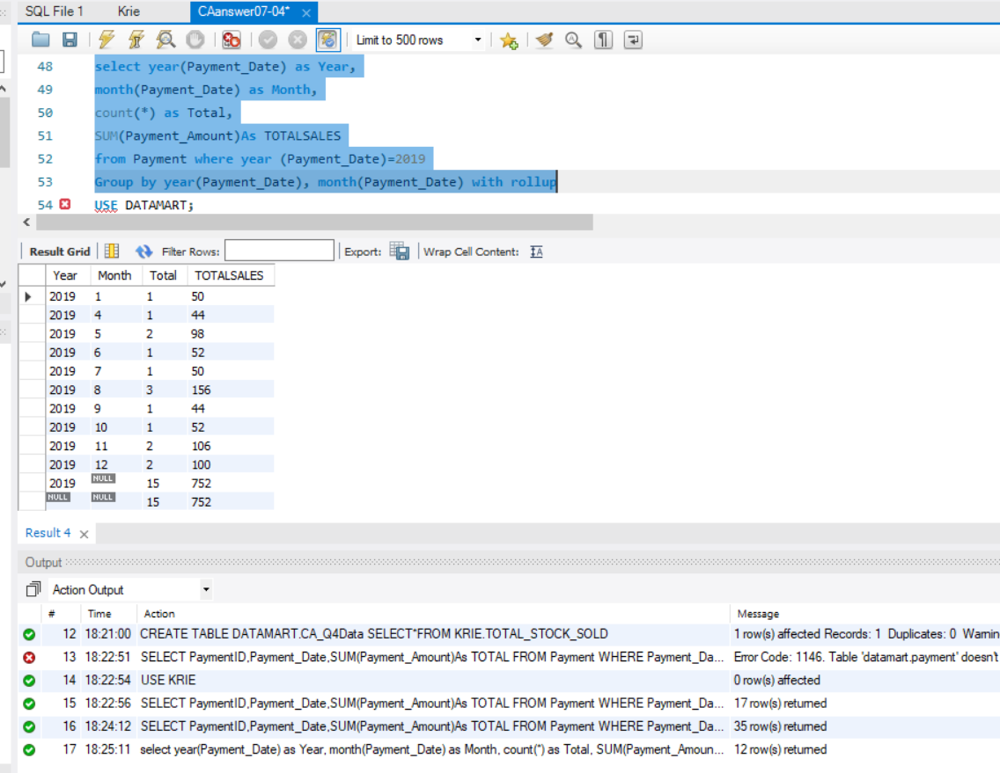 SQL File 1 Krie CAanswer07-04*
Limit to 500 rows
48 select year(Payment_Date) as Year,
49 month(Payment_Date) as Month,
50 count(*) as Total,
51 SUM(Payment_Amount)As TOTALSALES
52 from Payment where year (Payment_Date)=2019
53 Group by year(Payment_Date), month(Payment_Date) with rollup
54 USE DATAMART;
Result Grid Filter Rows: Export: Wrap Cell Content:
Year Month Total TOTALSALES
2019 1 1 50
2019 4 1 44
2019 5 2 98
2019 6 1 52
2019 7 1 50
2019 8 3 156
2019 9 1 44
2019 10 1 52
2019 11 2 106
2019 12 2 100
2019 NULL 15 752
NULL NULL 15 752
Result 4
Output
Action Output
# Time Action Message
12 18:21:00 CREATE TABLE DATAMART.CA_Q4Data SELECT*FROM KRIE.TOTAL_STOCK_SOLD 1 row(s) affected Records: 1 Duplicates: 0 Warnin
13 18:22:51 SELECT PaymentID,Payment_Date,SUM(Payment_Amount)As TOTAL FROM Payment WHERE Payment_Da... Error Code: 1146. Table 'datamart.payment' doesn't
14 18:22:54 USE KRIE 0 row(s) affected
15 18:22:56 SELECT PaymentID,Payment_Date,SUM(Payment_Amount)As TOTAL FROM Payment WHERE Payment_Da... 17 row(s) returned
16 18:24:12 SELECT PaymentID,Payment_Date,SUM(Payment_Amount)As TOTAL FROM Payment WHERE Payment_Da... 35 row(s) returned
17 18:25:11 select year(Payment_Date) as Year, month(Payment_Date) as Month, count(*) as Total, SUM(Payment_Amoun... 12 row(s) returned